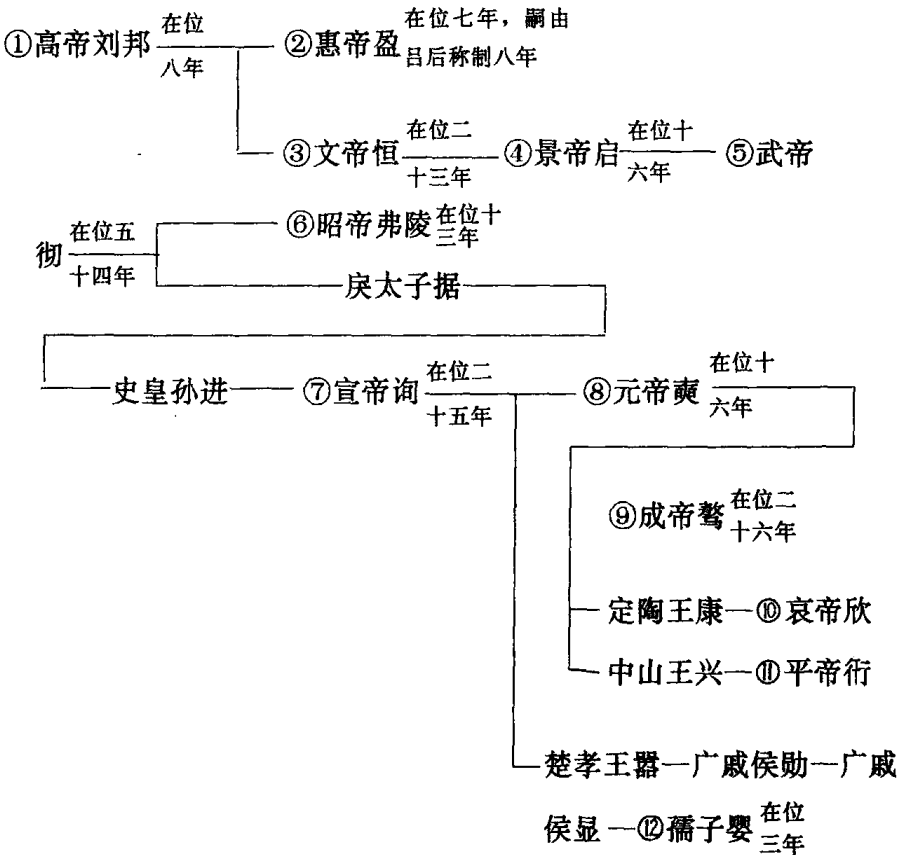 ①高帝刘邦 在位八年 ②惠帝盈 在位七年，嗣由吕后称制八年
③文帝恒 在位二十三年 ④景帝启 在位十六年 ⑤武帝
彻 在位五十四年 ⑥昭帝弗陵 在位十三年
戾太子据
史皇孙进 ⑦宣帝询 在位二十五年 ⑧元帝奭 在位十六年
⑨成帝骜 在位二十六年
定陶王康—⑩哀帝欣
中山王兴—⑪平帝衎
楚孝王嚣—广戚侯勋—广戚
侯显—⑫孺子婴 在位三年